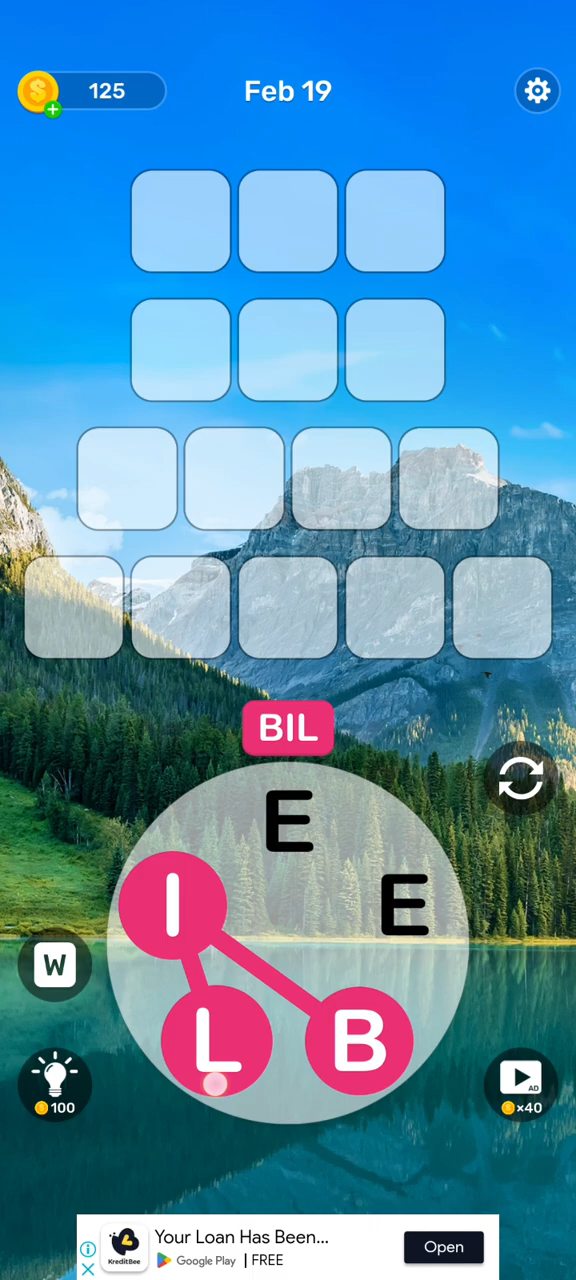 125
Feb 19
BIL
E
E
I
L
B
W
100
AD
×40
Your Loan Has Been...
KreditBee
Google Play | FREE
Open